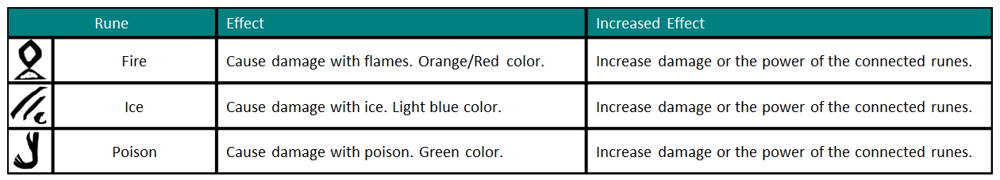 Rune Effect Increased Effect
Fire Cause damage with flames. Orange/Red color. Increase damage or the power of the connected runes.
Ice Cause damage with ice. Light blue color. Increase damage or the power of the connected runes.
Poison Cause damage with poison. Green color. Increase damage or the power of the connected runes.